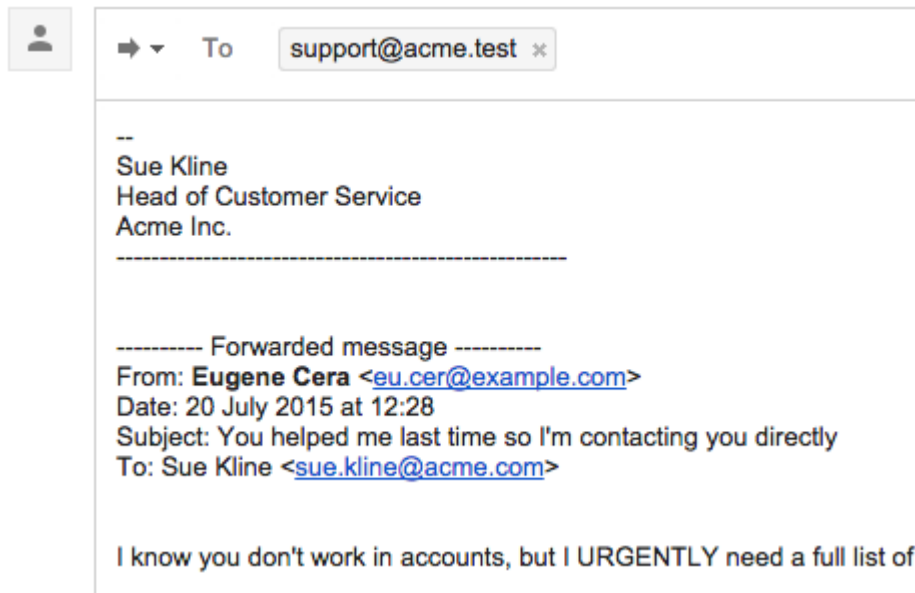 To support@acme.test ×
--
Sue Kline
Head of Customer Service
Acme Inc.
----------------------------------------------------
---------- Forwarded message ----------
From: Eugene Cera <eu.cer@example.com>
Date: 20 July 2015 at 12:28
Subject: You helped me last time so I'm contacting you directly
To: Sue Kline <sue.kline@acme.com>
I know you don't work in accounts, but I URGENTLY need a full list of